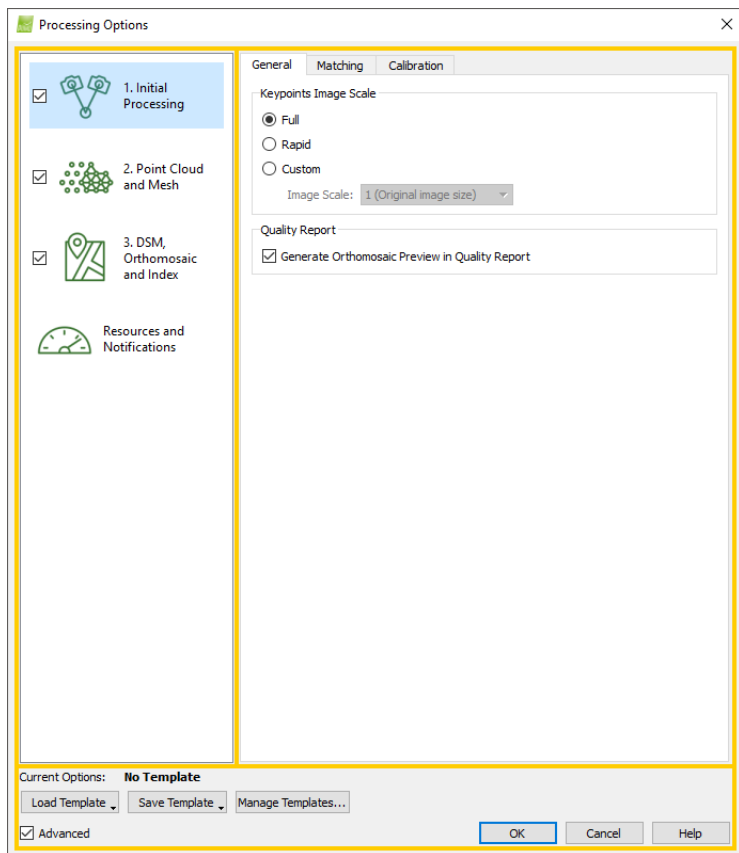 Processing Options
1. Initial
Processing
2. Point Cloud
and Mesh
3. DSM,
Orthomosaic
and Index
Resources and
Notifications
General Matching Calibration
Keypoints Image Scale
Full
Rapid
Custom
Image Scale: 1 (Original image size)
Quality Report
Generate Orthomosaic Preview in Quality Report
Current Options: No Template
Load Template Save Template Manage Templates...
Advanced OK Cancel Help